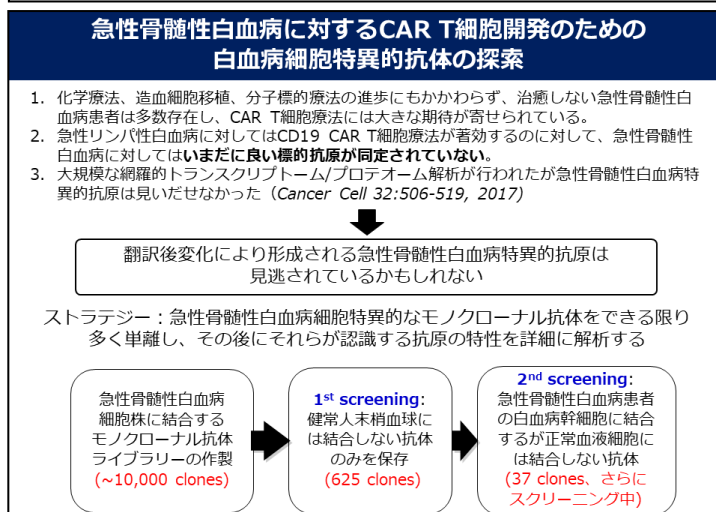 急性骨髄性白血病に対するCAR T細胞開発のための
白血病細胞特異的抗体の探索
1. 化学療法、造血細胞移植、分子標的療法の進歩にもかかわらず、治癒しない急性骨髄性白
血病患者は多数存在し、CAR T細胞療法には大きな期待が寄せられている。
2. 急性リンパ性白血病に対してはCD19 CAR T細胞療法が著効するのに対して、急性骨髄性
白血病に対してはいまだに良い標的抗原が同定されていない。
3. 大規模な網羅的トランスクリプトーム/プロテオーム解析が行われたが急性骨髄性白血病特
異的抗原は見いだせなかった（Cancer Cell 32:506-519, 2017)
翻訳後変化により形成される急性骨髄性白血病特異的抗原は
見逃されているかもしれない
ストラテジー：急性骨髄性白血病細胞特異的なモノクローナル抗体をできる限り
多く単離し、その後にそれらが認識する抗原の特性を詳細に解析する
急性骨髄性白血病
細胞株に結合する
モノクローナル抗体
ライブラリーの作製
(~10,000 clones)
1st screening:
健常人末梢血球に
は結合しない抗体
のみを保存
(625 clones)
2nd screening:
急性骨髄性白血病患者
の白血病幹細胞に結合
するが正常血液細胞に
は結合しない抗体
(37 clones、さらに
スクリーニング中)